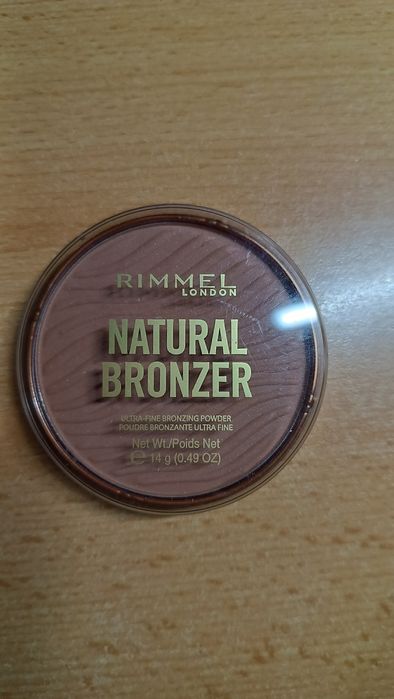 RIMMEL
LONDON
NATURAL
BRONZER
ULTRA-FINE BRONZING POWDER
POUDRE BRONZANTE ULTRA FINE
Net Wt./Poids Net
℮ 14 g (0.49 OZ)